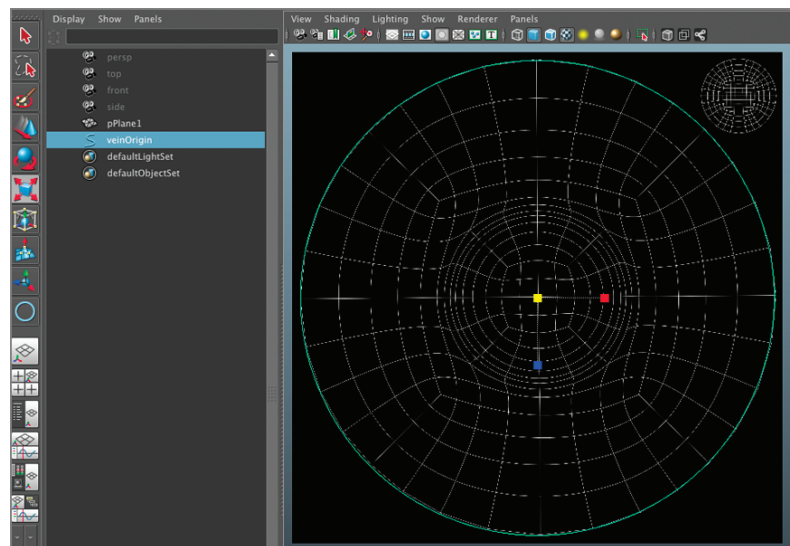 Display Show Panels
persp
top
front
side
pPlane1
veinOrigin
defaultLightSet
defaultObjectSet
View Shading Lighting Show Renderer Panels